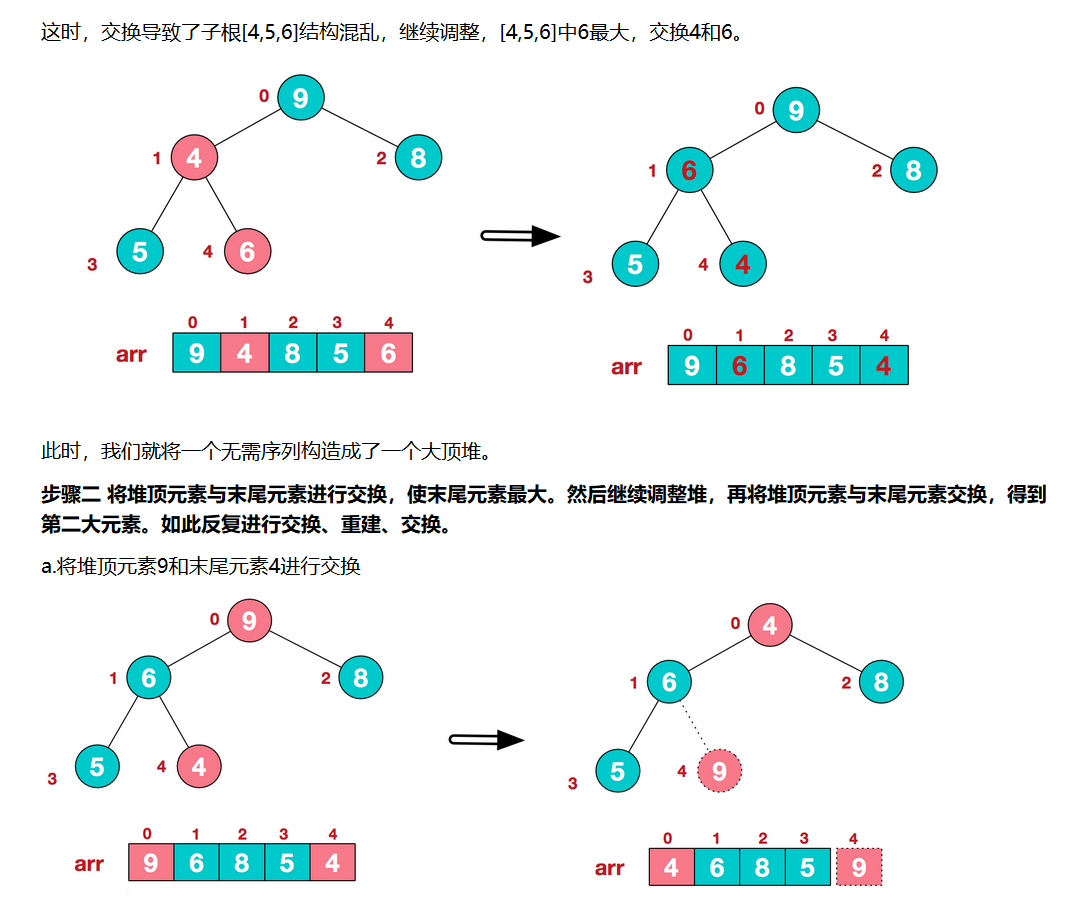 这时，交换导致了子根[4,5,6]结构混乱，继续调整，[4,5,6]中6最大，交换4和6。
0 9
1 4 2 8
3 5 4 6
0 1 2 3 4
arr 9 4 8 5 6
0 9
1 6 2 8
3 5 4 4
0 1 2 3 4
arr 9 6 8 5 4
此时，我们就将一个无需序列构造成了一个大顶堆。
步骤二 将堆顶元素与末尾元素进行交换，使末尾元素最大。然后继续调整堆，再将堆顶元素与末尾元素交换，得到
第二大元素。如此反复进行交换、重建、交换。
a.将堆顶元素9和末尾元素4进行交换
0 9
1 6 2 8
3 5 4 4
0 1 2 3 4
arr 9 6 8 5 4
0 4
1 6 2 8
3 5 4 9
0 1 2 3 4
arr 4 6 8 5 9